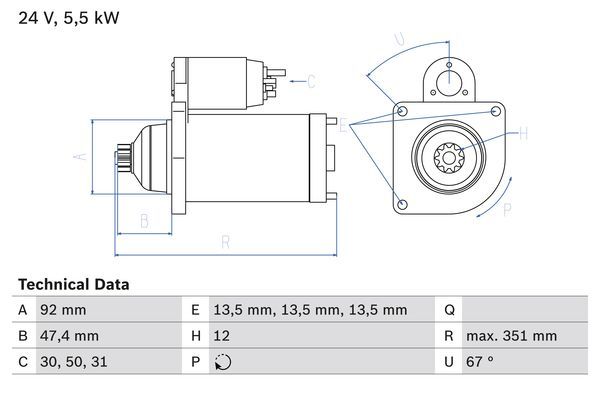 24 V, 5,5 kW
U
C
E
H
A
B
R
P
Technical Data
A 92 mm E 13,5 mm, 13,5 mm, 13,5 mm Q
B 47,4 mm H 12 R max. 351 mm
C 30, 50, 31 P U 67 °